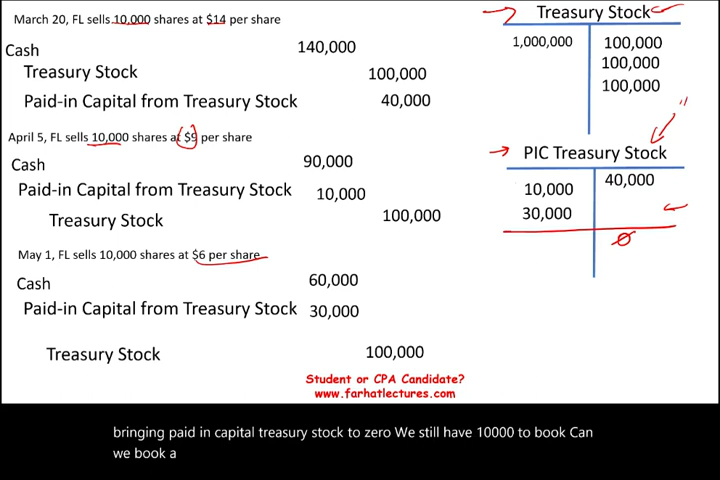 March 20, FL sells 10,000 shares at $14 per share
Cash 140,000
Treasury Stock 100,000
Paid-in Capital from Treasury Stock 40,000
April 5, FL sells 10,000 shares at $9 per share
Cash 90,000
Paid-in Capital from Treasury Stock 10,000
Treasury Stock 100,000
May 1, FL sells 10,000 shares at $6 per share
Cash 60,000
Paid-in Capital from Treasury Stock 30,000
Treasury Stock 100,000
Treasury Stock
1,000,000 100,000
100,000
100,000
PIC Treasury Stock
40,000
10,000
30,000
0
Student or CPA Candidate?
www.farhatlectures.com
bringing paid in capital treasury stock to zero We still have 10000 to book Can
we book a